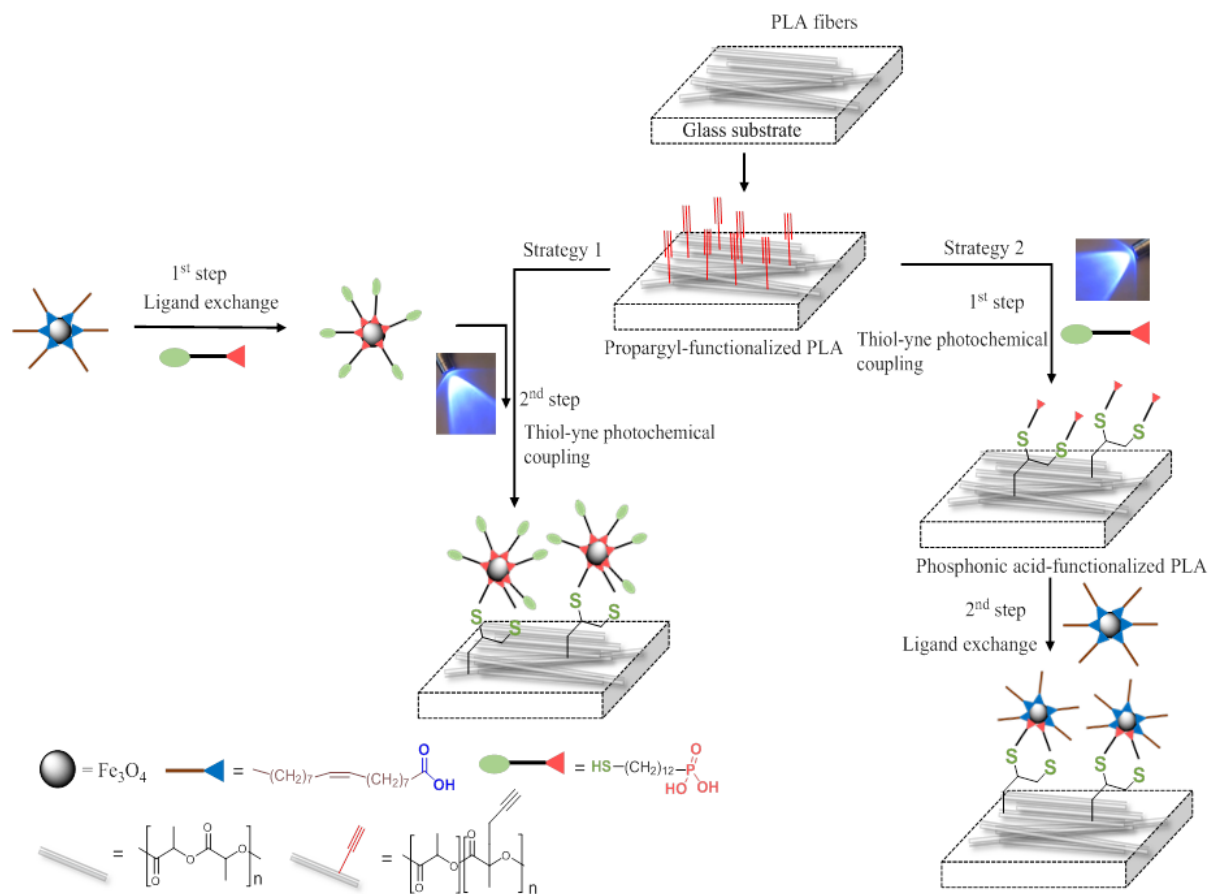 PLA fibers
Glass substrate
Strategy 1
Strategy 2
1st step
Ligand exchange
Propargyl-functionalized PLA
1st step
Thiol-yne photochemical
coupling
2nd step
Thiol-yne photochemical
coupling
S
S
S
S
Phosphonic acid-functionalized PLA
S
S
S
S
2nd step
Ligand exchange
S
S
S
S
= Fe3O4
=
(CH2)7
(CH2)7
O
OH
= HS-(CH2)12-P
O
HO
OH
=
O
O
O
O
n
=
O
O
O
O
n